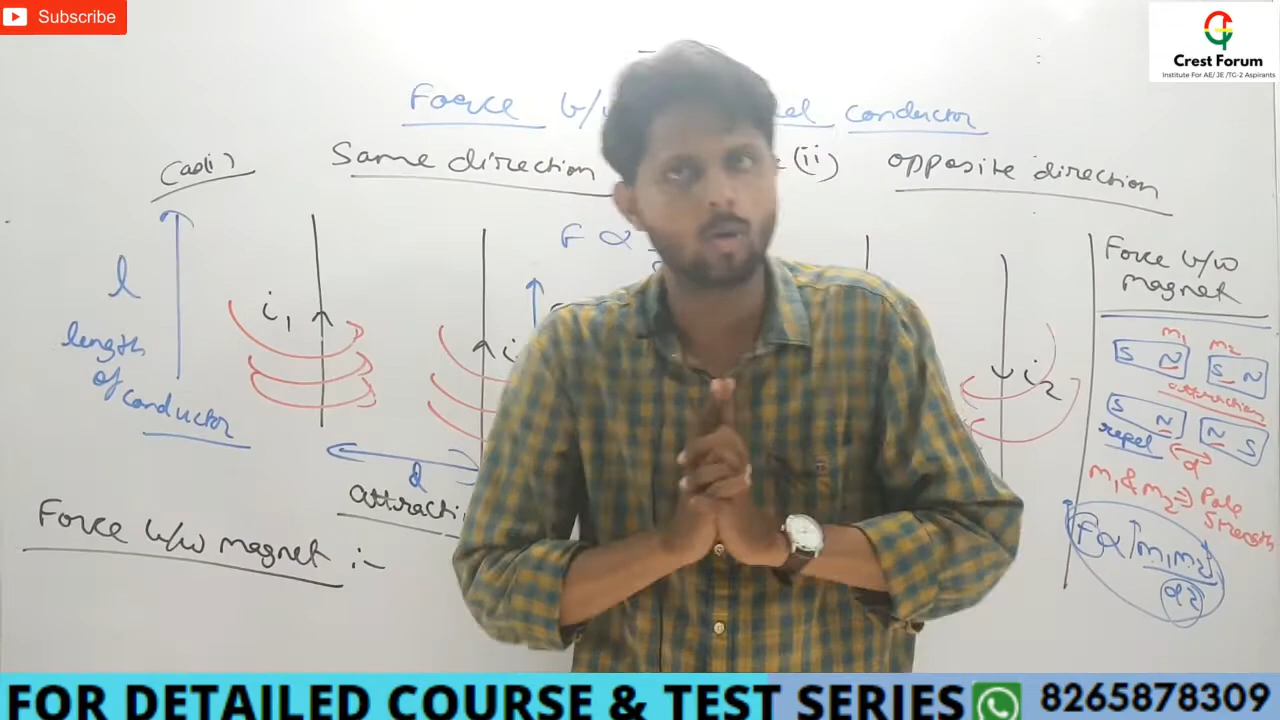 Subscribe
Crest Forum
Institute For AE/ JE /TG-2 Aspirants
Force b/w
conductor
Same direction
(ii)
opposite direction
F ∝
l
length
of conductor
i1
d
i2
Force b/w magnet :-
Force b/w
magnet
m1 m2
S N S N
attraction
S N N S
repel d
m1 & m2 => Pole
Strength
F ∝ m1m2
d2
FOR DETAILED COURSE & TEST SERIES 8265878309